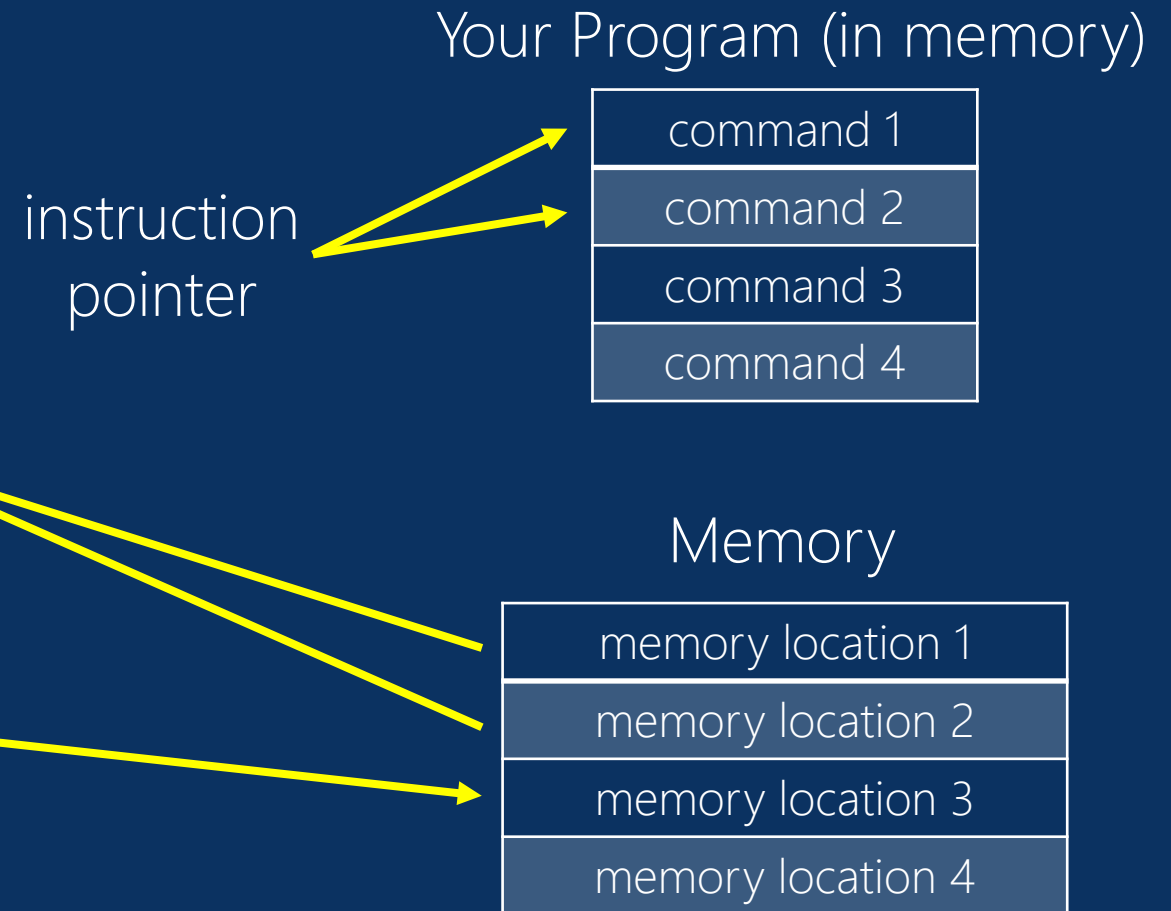 Your Program (in memory)
command 1
command 2
command 3
command 4
instruction
pointer
Memory
memory location 1
memory location 2
memory location 3
memory location 4